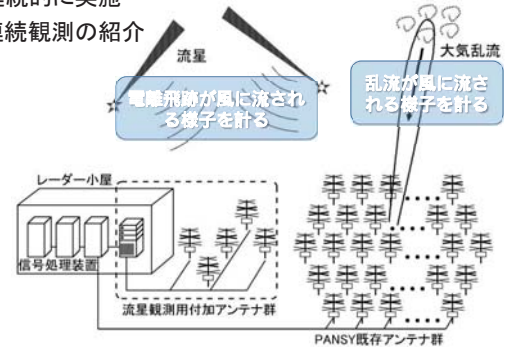 連続的に実施
連続観測の紹介
流星
大気乱流
電離飛跡が風に流され
る様子を計る
乱流が風に流さ
れる様子を計る
レーダー小屋
信号処理装置
流星観測用付加アンテナ群
PANSY既存アンテナ群